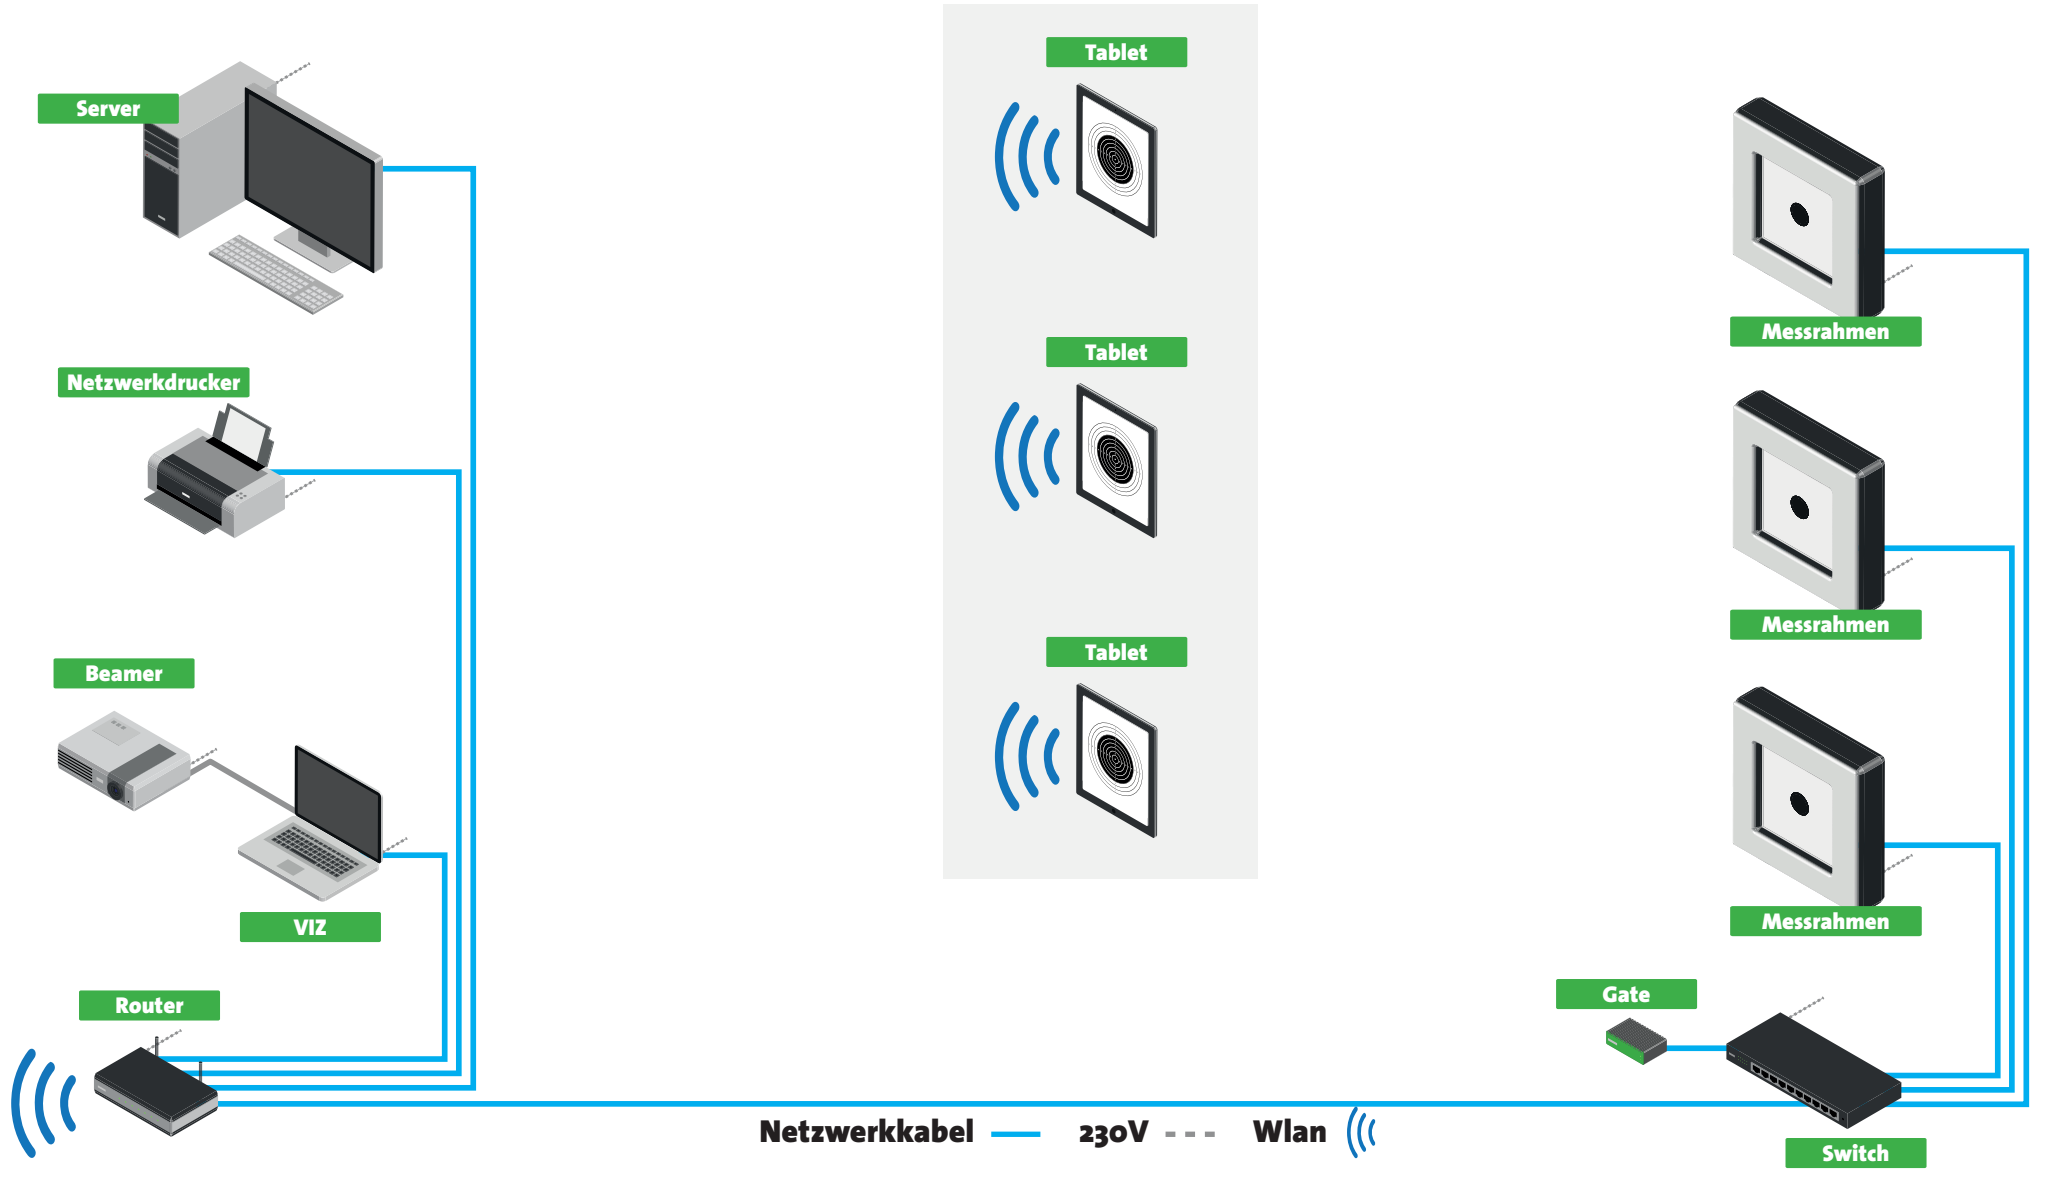 Server
Netzwerkdrucker
Beamer
VIZ
Router
Tablet
Tablet
Tablet
Messrahmen
Messrahmen
Messrahmen
Gate
Switch
Netzwerkkabel
230V
Wlan